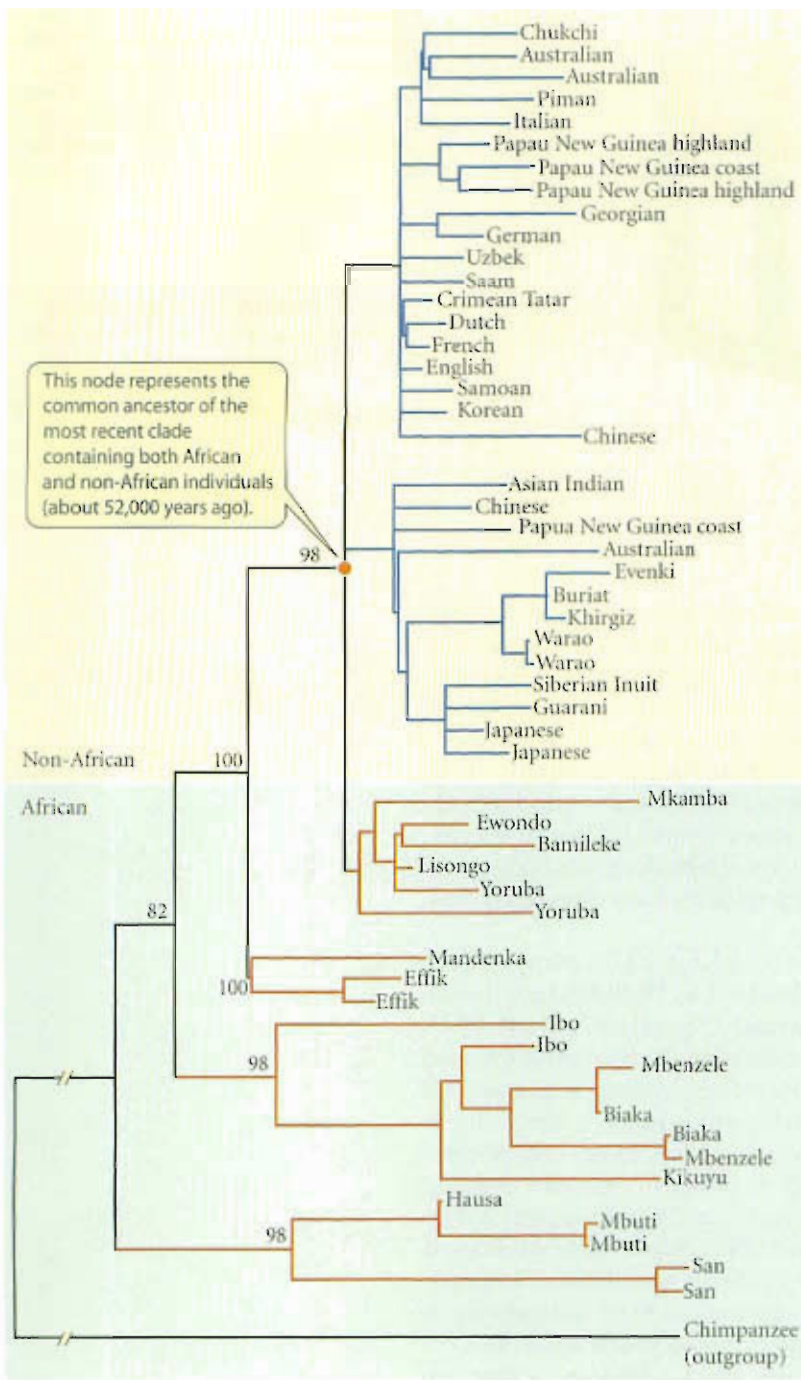 Chukchi
Australian
Australian
Piman
Italian
Papau New Guinea highland
Papau New Guinea coast
Papau New Guinea highland
Georgian
German
Uzbek
Saam
Crimean Tatar
Dutch
French
English
Samoan
Korean
Chinese
This node represents the
common ancestor of the
most recent clade
containing both African
and non-African individuals
(about 52,000 years ago).
Asian Indian
Chinese
Papua New Guinea coast
Australian
98
Evenki
Buriat
Khirgiz
Warao
Warao
Siberian Inuit
Guarani
Japanese
Japanese
Non-African
100
African
Mkamba
Ewondo
Bamileke
Lisongo
Yoruba
Yoruba
82
Mandenka
Effik
100
Effik
Ibo
Ibo
98
Mbenzele
Biaka
Biaka
Mbenzele
Kikuyu
Hausa
98
Mbuti
Mbuti
San
San
Chimpanzee
(outgroup)